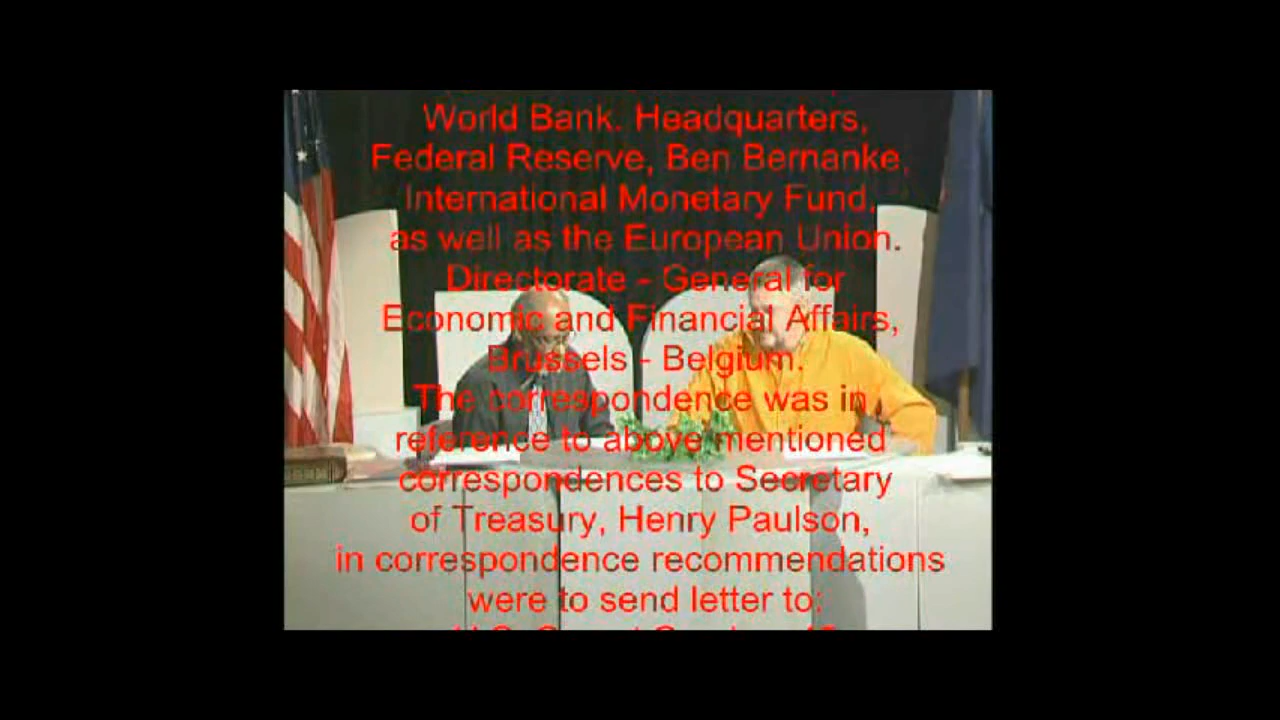 World Bank. Headquarters,
Federal Reserve, Ben Bernanke,
International Monetary Fund.
as well as the European Union.
Directorate - General for
Economic and Financial Affairs,
Brussels - Belgium.
The correspondence was in
reference to above mentioned
correspondences to Secretary
of Treasury, Henry Paulson,
in correspondence recommendations
were to send letter to: